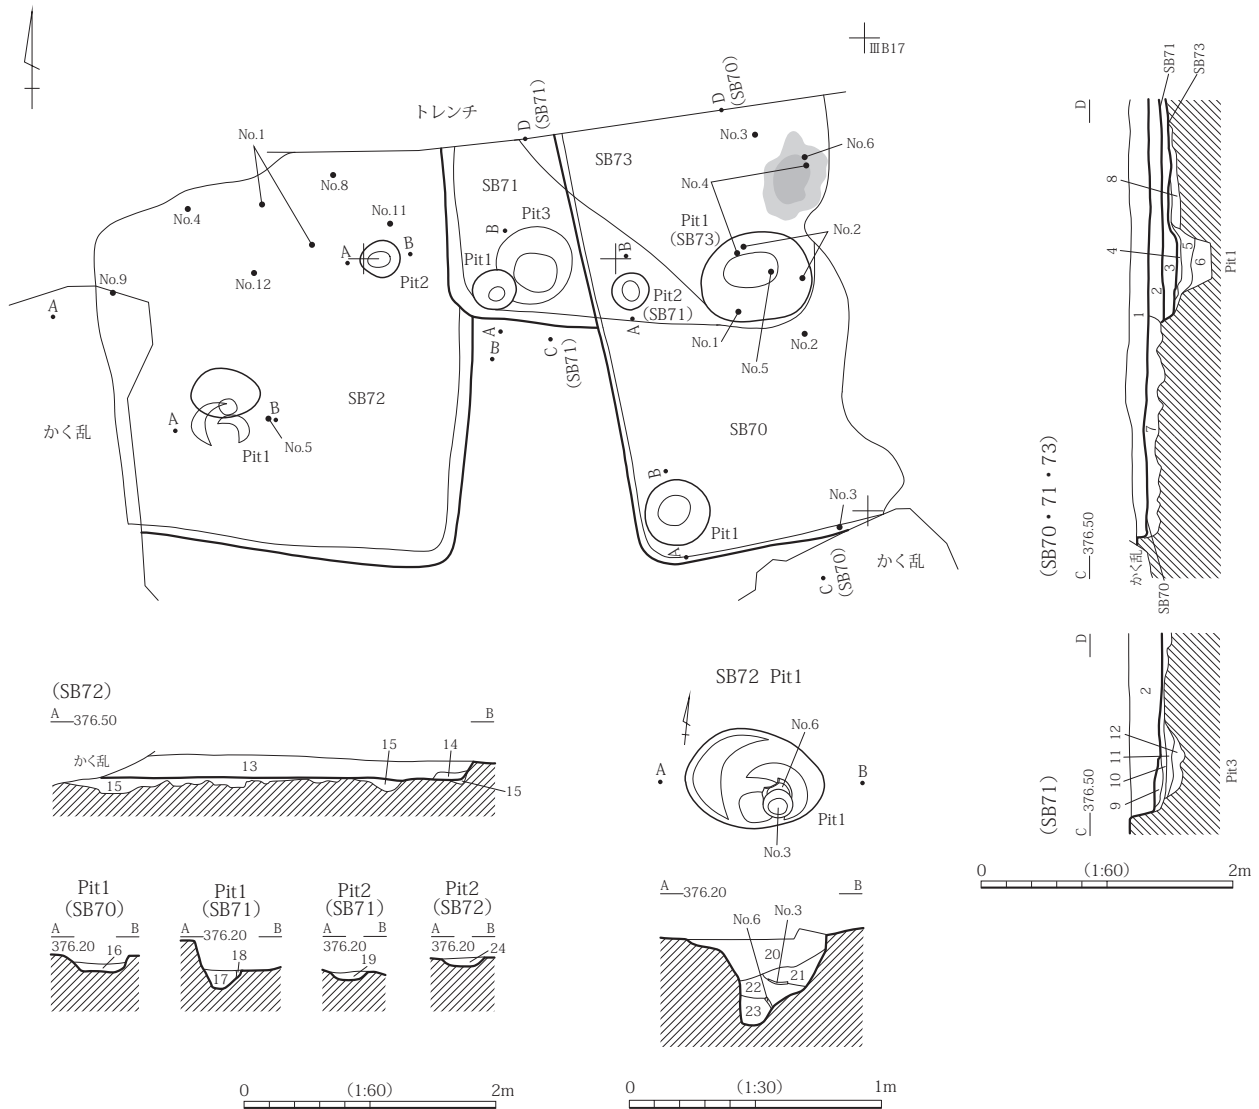 ⅢB17
トレンチ
D
(SB71)
D
(SB70)
No.1
No.3
SB73
No.6
No.8
SB71
No.4
No.4
No.11
Pit3
Pit1
(SB73)
No.2
B
A
B
Pit2
B
Pit1
No.12
No.9
Pit2
(SB71)
A
A
A
B
C
(SB71)
No.1
No.2
No.5
SB72
SB70
A
B
かく乱
Pit1
No.5
B
No.3
Pit1
A
かく乱
C
(SB70)
SB71
SB73
D
8
4
5
3
6
2
1
7
Pit1
(SB70・71・73)
C
376.50
かく乱
SB70
D
2
12
11
10
9
Pit3
(SB71)
C
376.50
0
(1:60)
2m
(SB72)
A
376.50
B
かく乱
13
15
14
15
15
SB72 Pit1
No.6
A
B
Pit1
No.3
Pit1
(SB70)
A
B
376.20
16
Pit1
(SB71)
A
376.20
B
18
17
Pit2
(SB71)
A
B
376.20
19
Pit2
(SB72)
A
B
376.20
24
A
376.20
B
No.6
No.3
20
21
22
23
0
(1:60)
2m
0
(1:30)
1m